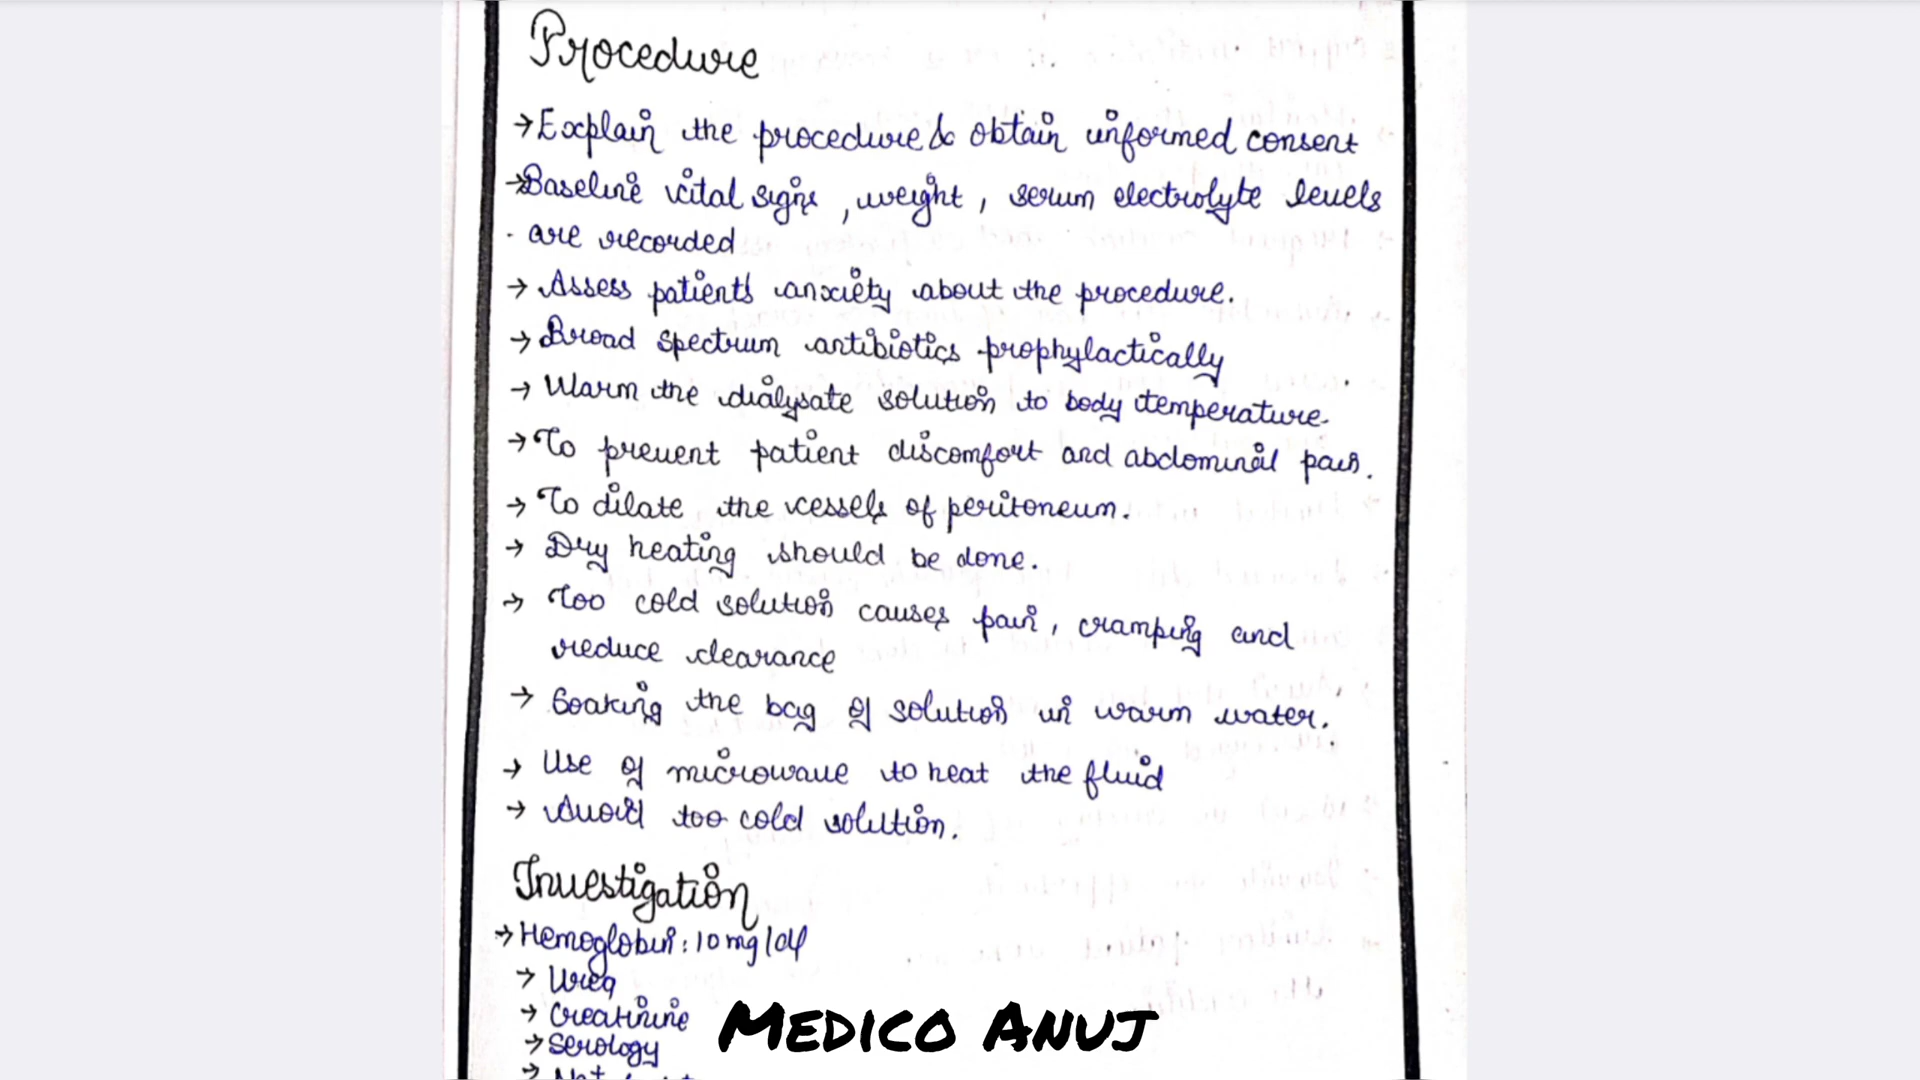 Procedure
→ Explain the procedure & obtain informed consent
→ Baseline vital signs, weight, serum electrolyte levels
are recorded
→ Assess patient's anxiety about the procedure.
→ Broad spectrum antibiotics prophylactically
→ Warm the dialysate solution to body temperature.
→ To prevent patient discomfort and abdominal pain.
→ To dilate the vessels of peritoneum.
→ Dry heating should be done.
→ Too cold solution causes pain, cramping and
reduce clearance
→ Soaking the bag of solution in warm water.
→ Use of microwave to heat the fluid
→ Avoid too cold solution.
Investigation
→ Hemoglobin: 10 mg/dl
→ Urea
→ Creatinine
→ Serology
MEDICO ANUJ